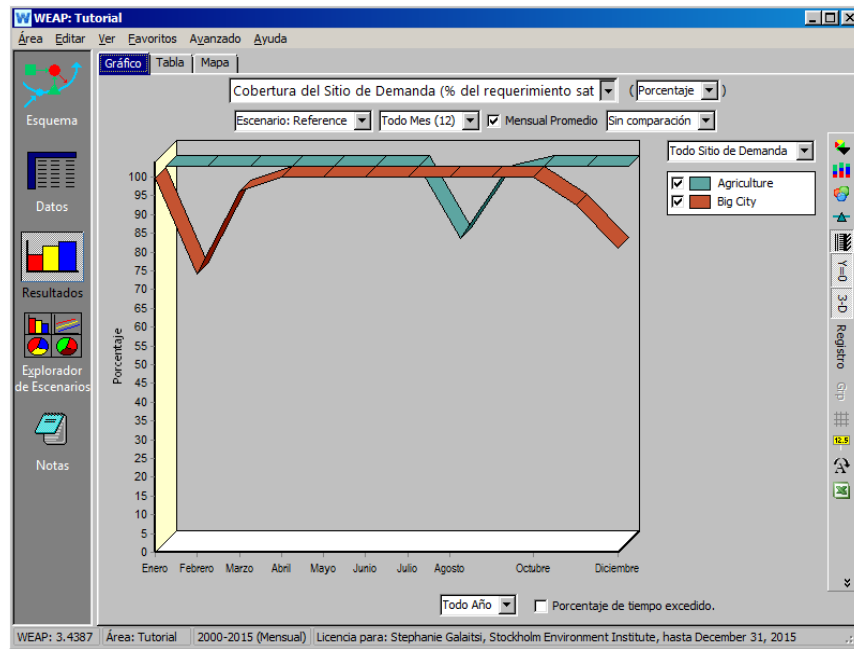 WEAP: Tutorial
Área Editar Ver Favoritos Avanzado Ayuda
Gráfico Tabla Mapa
Cobertura del Sitio de Demanda (% del requerimiento sat
( Porcentaje )
Escenario: Reference Todo Mes (12) Mensual Promedio Sin comparación
Todo Sitio de Demanda
Agriculture
Big City
Esquema
Datos
Resultados
Explorador
de Escenarios
Notas
Porcentaje
100
95
90
85
80
75
70
65
60
55
50
45
40
35
30
25
20
15
10
5
0
Enero Febrero Marzo Abril Mayo Junio Julio Agosto Octubre Diciembre
Y=0
3-D
Registro
Grp
12.5
Todo Año Porcentaje de tiempo excedido.
WEAP: 3.4387 Área: Tutorial 2000-2015 (Mensual) Licencia para: Stephanie Galaitsi, Stockholm Environment Institute, hasta December 31, 2015